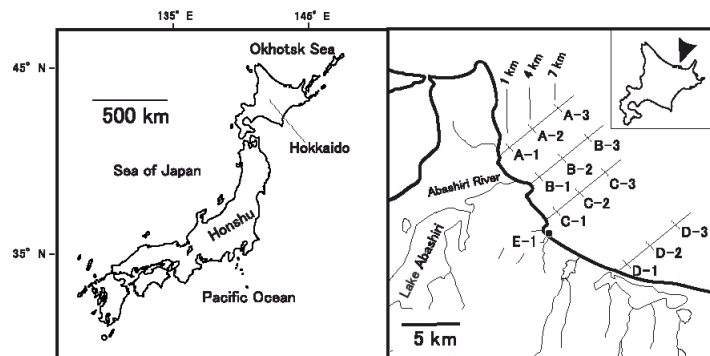 135° E
145° E
45° N
35° N
Okhotsk Sea
500 km
Hokkaido
Sea of Japan
Honshu
Pacific Ocean
1 km
4 km
7 km
A-3
A-2
A-1
B-3
B-2
B-1
C-3
C-2
C-1
E-1
D-3
D-2
D-1
Abashiri River
Lake Abashiri
5 km